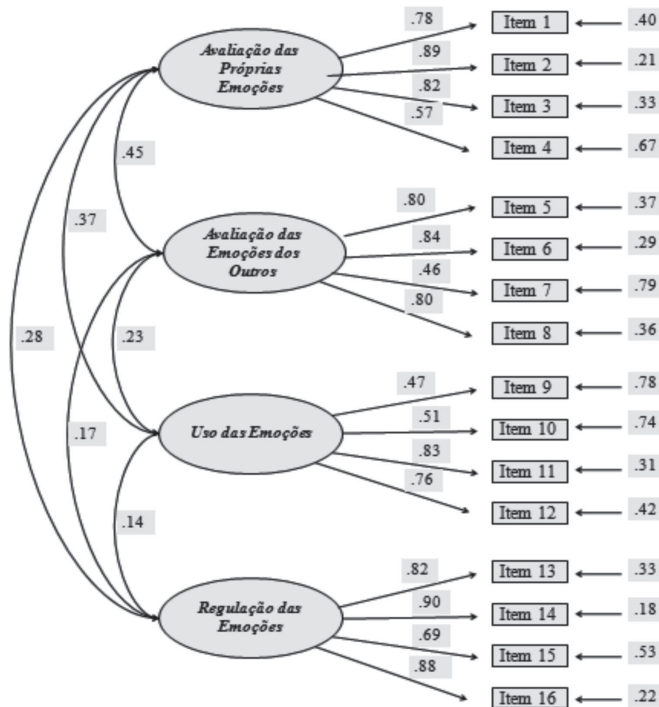 .78
Item 1
.40
Avaliação das
Próprias
Emoções
.89
Item 2
.21
.82
Item 3
.33
.57
Item 4
.67
.45
.37
.28
Avaliação das
Emoções dos
Outros
.80
Item 5
.37
.84
Item 6
.29
.46
Item 7
.79
.80
Item 8
.36
.23
.17
Uso das Emoções
.47
Item 9
.78
.51
Item 10
.74
.83
Item 11
.31
.76
Item 12
.42
.14
Regulação das
Emoções
.82
Item 13
.33
.90
Item 14
.18
.69
Item 15
.53
.88
Item 16
.22